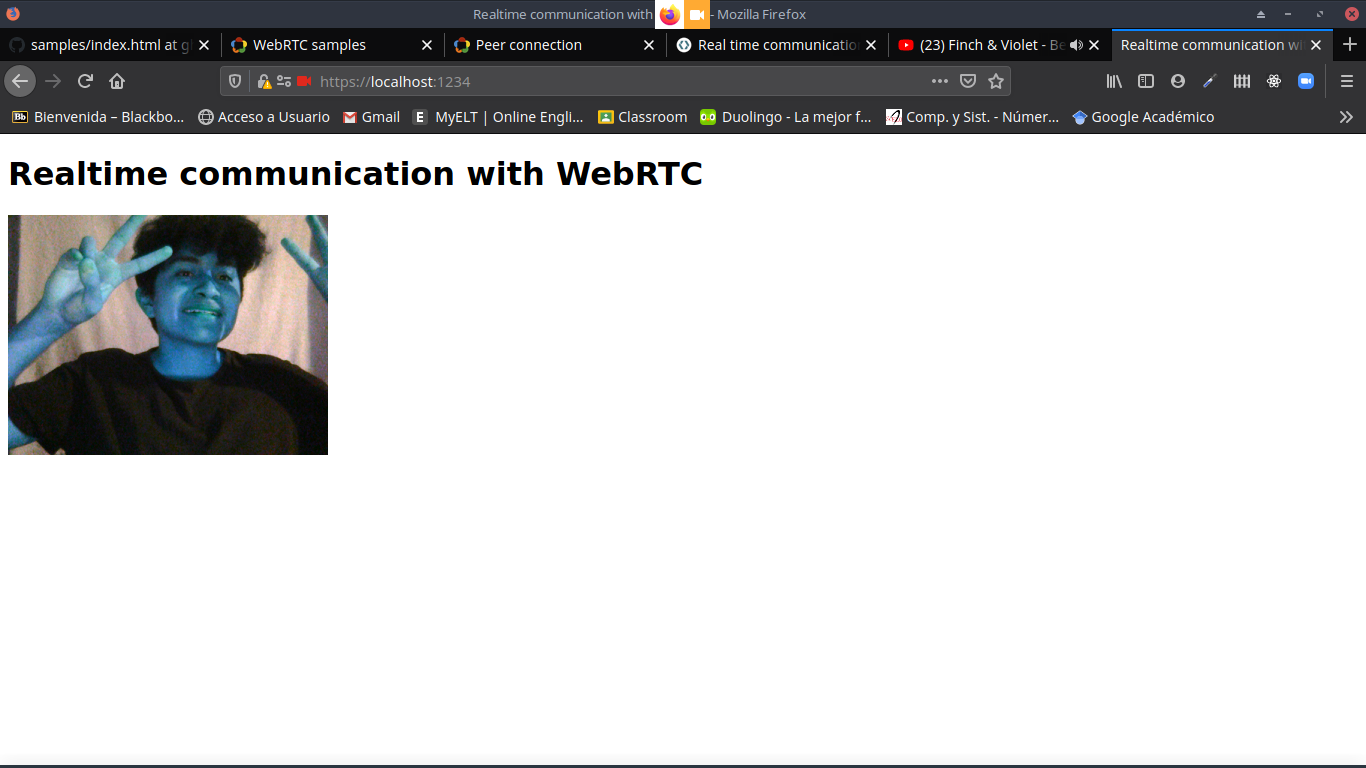 Realtime communication with - Mozilla Firefox
samples/index.html at g
WebRTC samples
Peer connection
Real time communicatio
(23) Finch & Violet - Be
Realtime communication wi
https://localhost:1234
Bb Bienvenida – Blackbo...
Acceso a Usuario
Gmail
E MyELT | Online Engli...
Classroom
Duolingo - La mejor f...
Comp. y Sist. - Númer...
Google Académico
Realtime communication with WebRTC